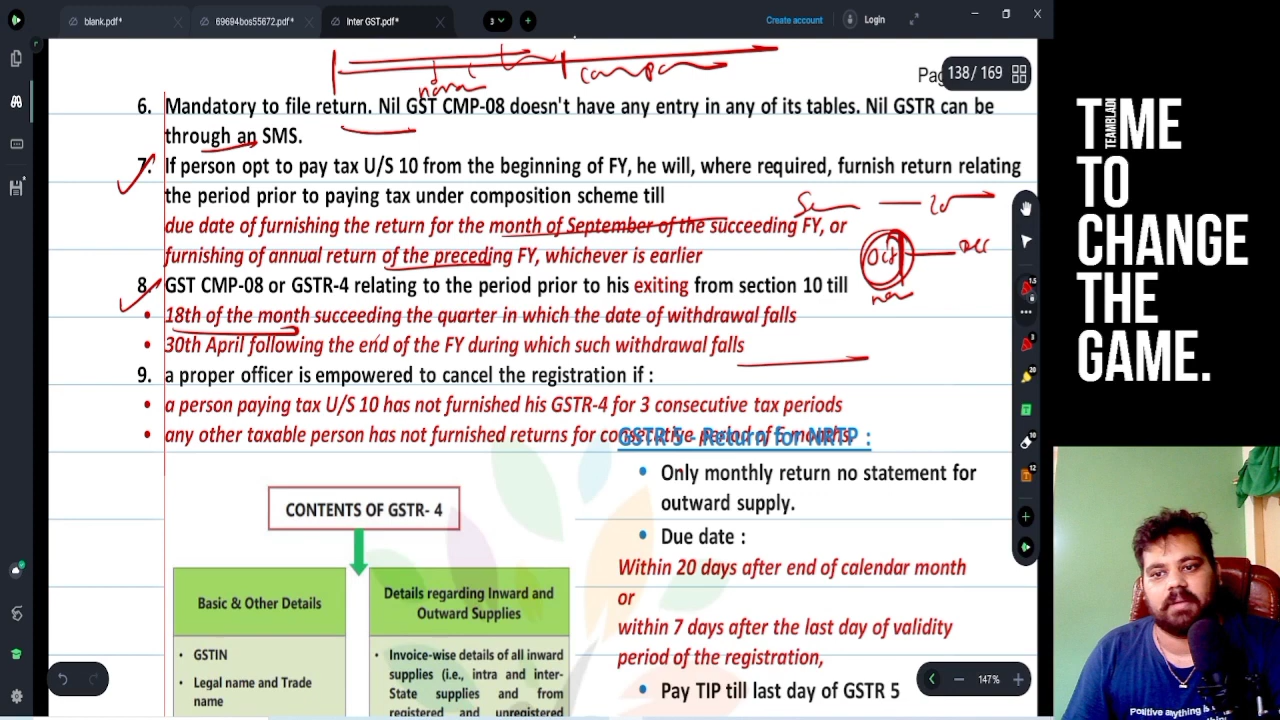 blank.pdf*
69694bos55672.pdf*
Inter GST.pdf*
3
Create account
Login
Pag
138 / 169
comp
6. Mandatory to file return. Nil GST CMP-08 doesn't have any entry in any of its tables. Nil GSTR can be
through an SMS.
7. If person opt to pay tax U/S 10 from the beginning of FY, he will, where required, furnish return relating
the period prior to paying tax under composition scheme till
due date of furnishing the return for the month of September of the succeeding FY, or
furnishing of annual return of the preceding FY, whichever is earlier
Oct
8. GST CMP-08 or GSTR-4 relating to the period prior to his exiting from section 10 till
• 18th of the month succeeding the quarter in which the date of withdrawal falls
• 30th April following the end of the FY during which such withdrawal falls
9. a proper officer is empowered to cancel the registration if :
• a person paying tax U/S 10 has not furnished his GSTR-4 for 3 consecutive tax periods
• any other taxable person has not furnished returns for consecutive period of 6 months.
GSTR 5 - Return for NRTP :
• Only monthly return no statement for
outward supply.
• Due date :
Within 20 days after end of calendar month
or
within 7 days after the last day of validity
period of the registration,
• Pay TIP till last day of GSTR 5
CONTENTS OF GSTR- 4
Basic & Other Details
• GSTIN
• Legal name and Trade
name
Details regarding Inward and
Outward Supplies
• Invoice-wise details of all inward
supplies (i.e., intra and inter-
State supplies and from
registered and unregistered
147%
TIME
TEAMBLADE
TO
CHANGE
THE
GAME.
Positive anything is